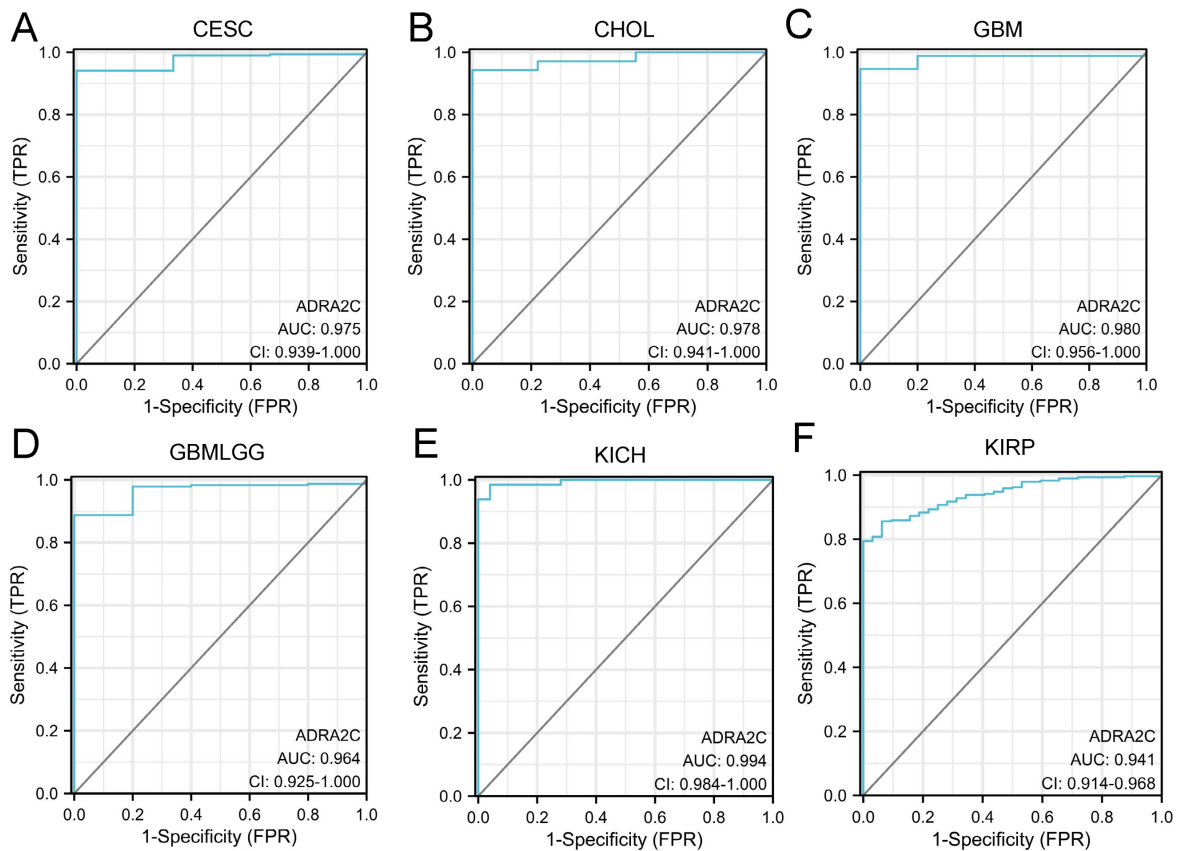 A
CESC
Sensitivity (TPR)
1.0
0.8
0.6
0.4
0.2
0.0
ADRA2C
AUC: 0.975
CI: 0.939-1.000
0.0 0.2 0.4 0.6 0.8 1.0
1-Specificity (FPR)
B
CHOL
Sensitivity (TPR)
1.0
0.8
0.6
0.4
0.2
0.0
ADRA2C
AUC: 0.978
CI: 0.941-1.000
0.0 0.2 0.4 0.6 0.8 1.0
1-Specificity (FPR)
C
GBM
Sensitivity (TPR)
1.0
0.8
0.6
0.4
0.2
0.0
ADRA2C
AUC: 0.980
CI: 0.956-1.000
0.0 0.2 0.4 0.6 0.8 1.0
1-Specificity (FPR)
D
GBMLGG
Sensitivity (TPR)
1.0
0.8
0.6
0.4
0.2
0.0
ADRA2C
AUC: 0.964
CI: 0.925-1.000
0.0 0.2 0.4 0.6 0.8 1.0
1-Specificity (FPR)
E
KICH
Sensitivity (TPR)
1.0
0.8
0.6
0.4
0.2
0.0
ADRA2C
AUC: 0.994
CI: 0.984-1.000
0.0 0.2 0.4 0.6 0.8 1.0
1-Specificity (FPR)
F
KIRP
Sensitivity (TPR)
1.0
0.8
0.6
0.4
0.2
0.0
ADRA2C
AUC: 0.941
CI: 0.914-0.968
0.0 0.2 0.4 0.6 0.8 1.0
1-Specificity (FPR)